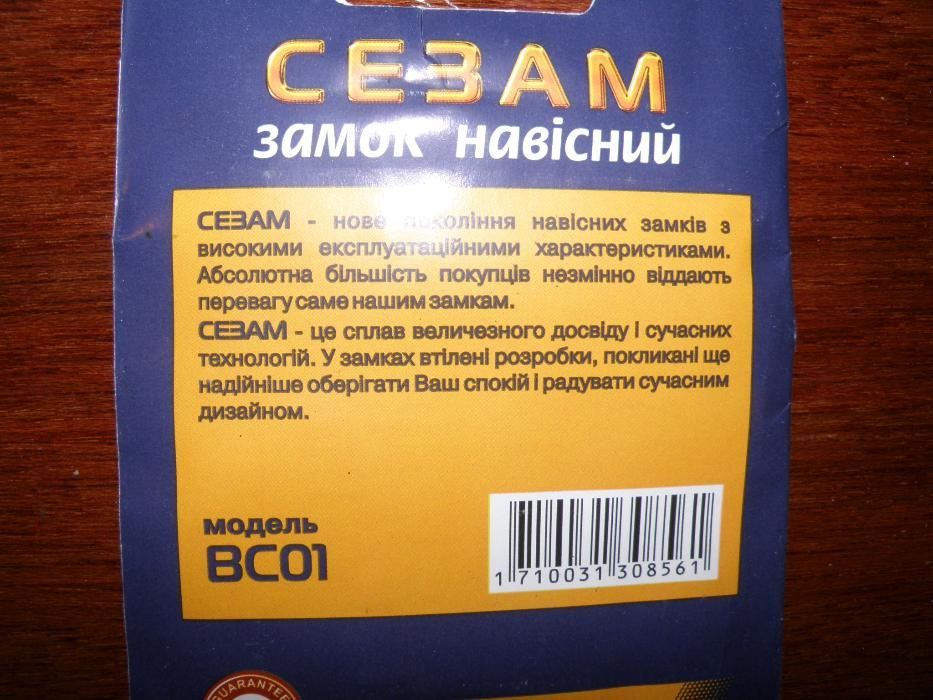 СЕЗАМ
замок навісний
СЕЗАМ - нове покоління навісних замків з
високими експлуатаційними характеристиками.
Абсолютна більшість покупців незмінно віддають
перевагу саме нашим замкам.
СЕЗАМ - це сплав величезного досвіду і сучасних
технологій. У замках втілені розробки, покликані ще
надійніше оберігати Ваш спокій і радувати сучасним
дизайном.
модель
BC01
1 710031 308561
GUARANTEE